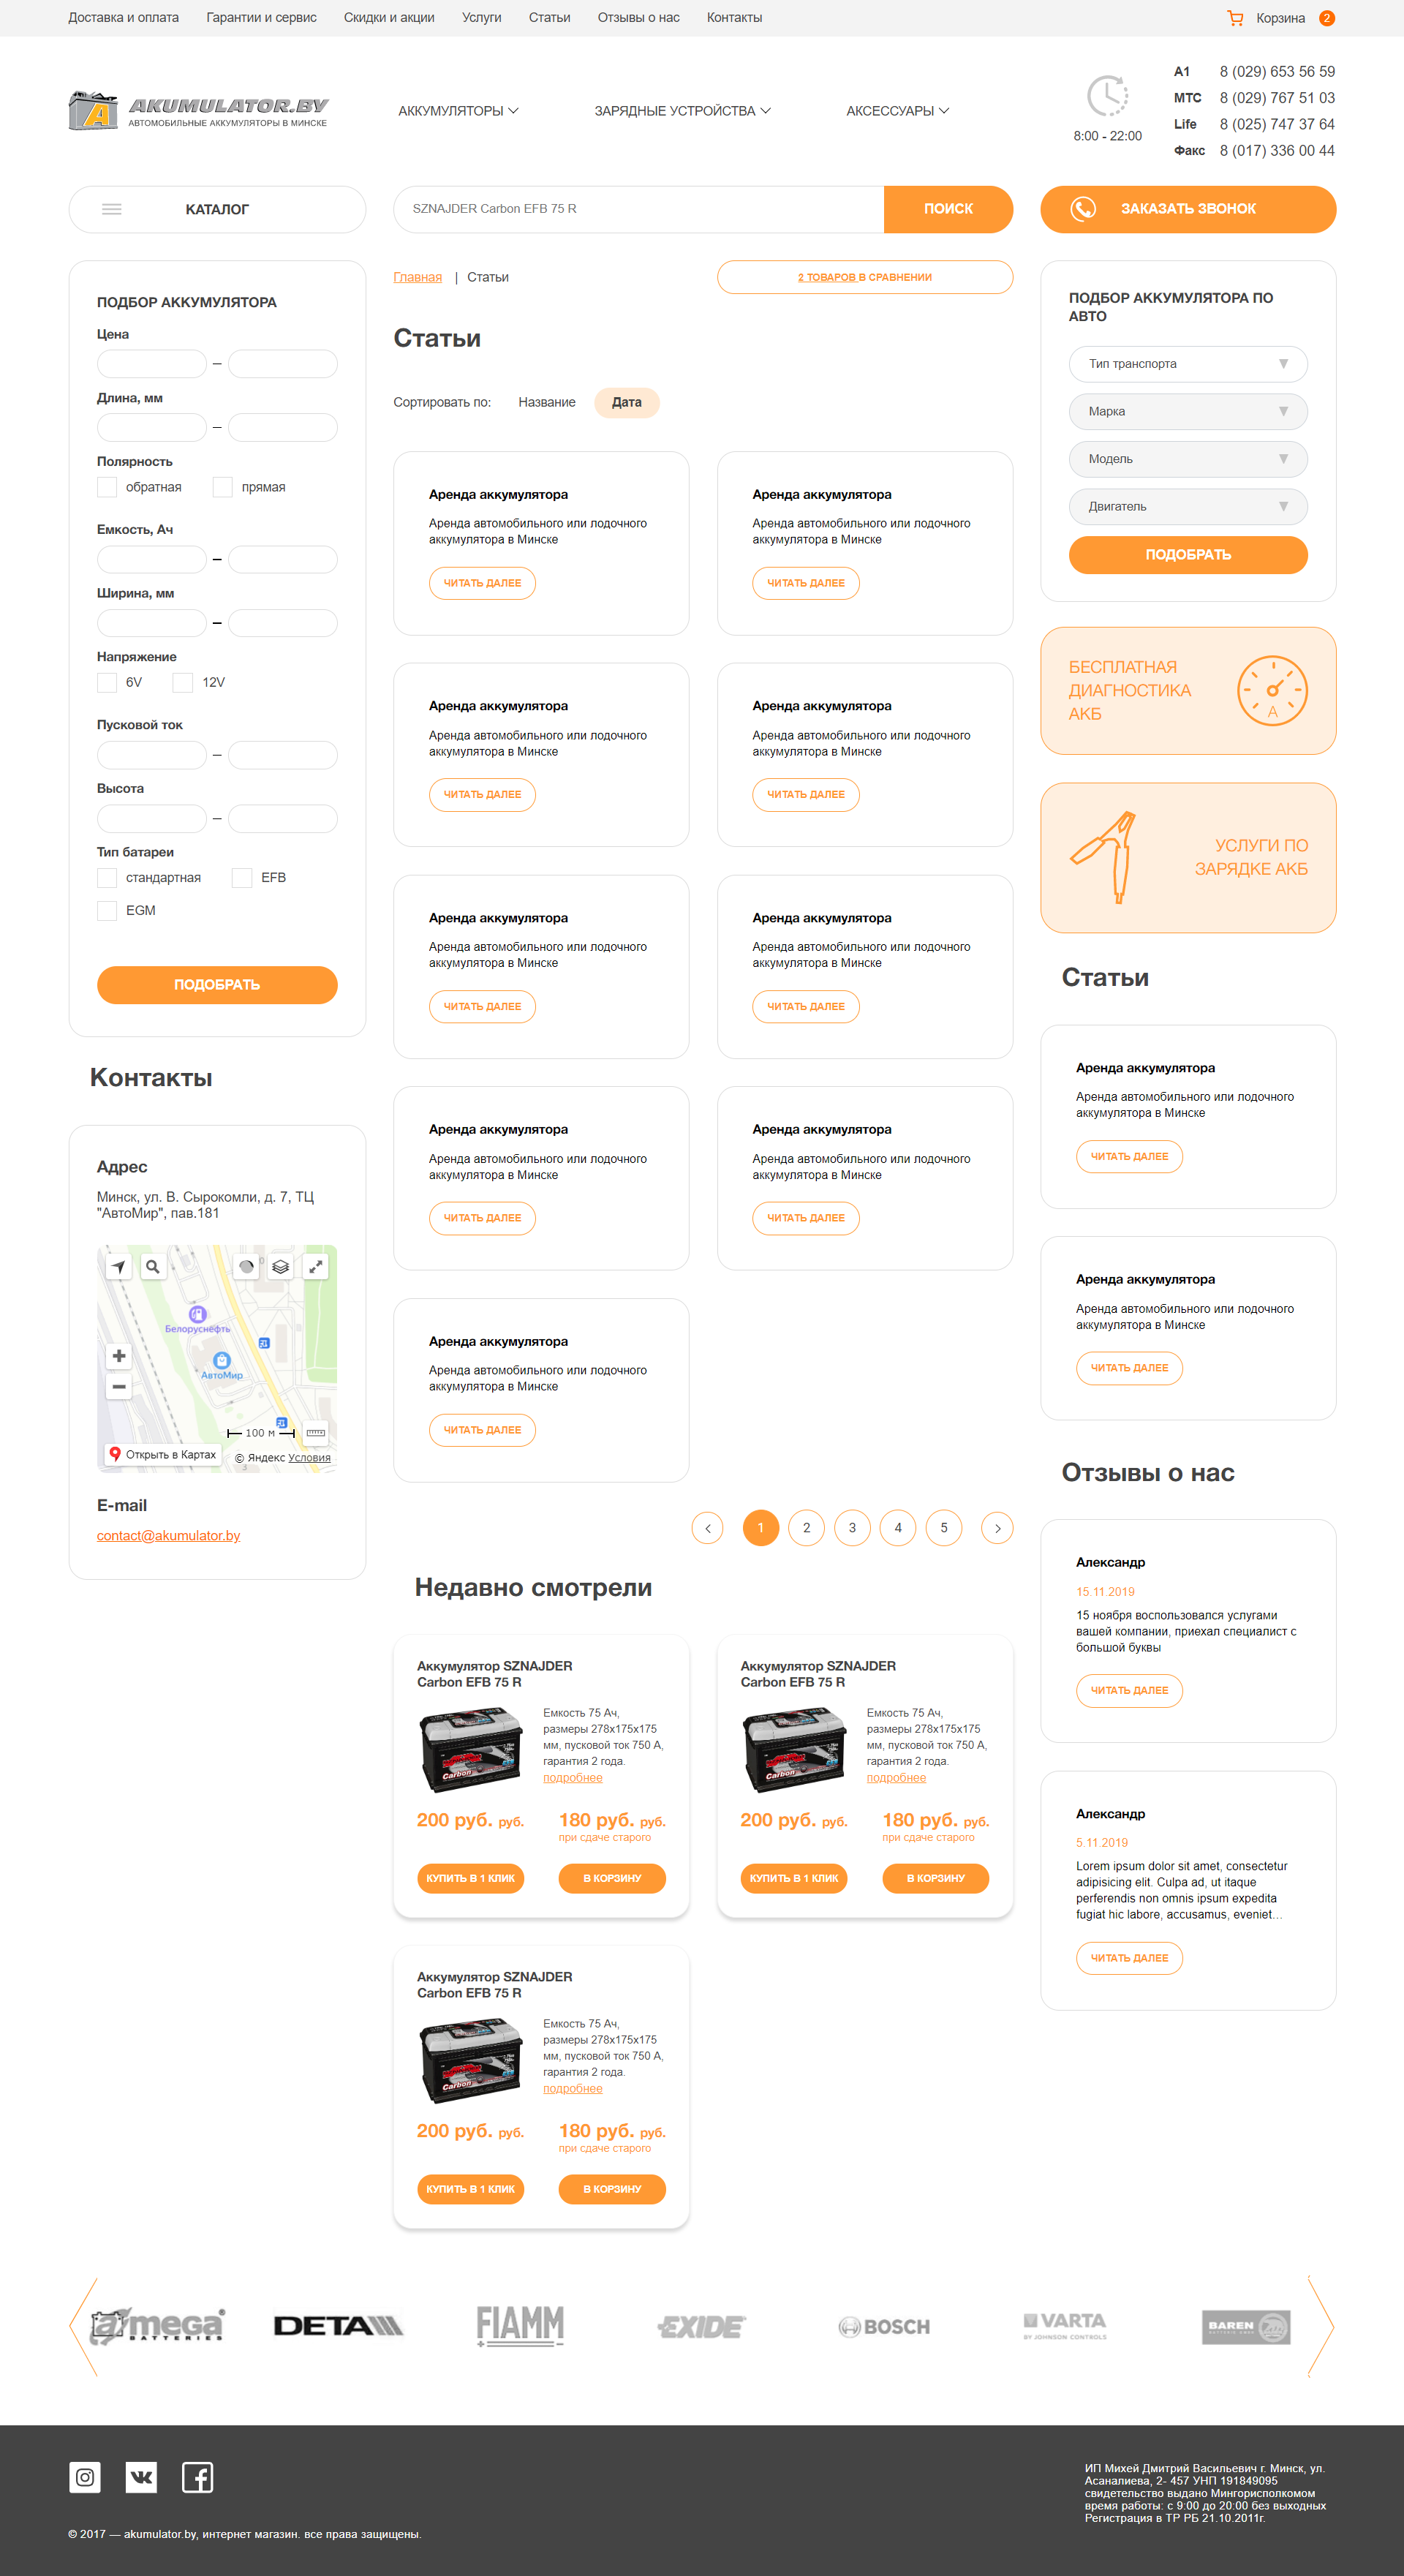 Доставка и оплата Гарантии и сервис Скидки и акции Услуги Статьи Отзывы о нас Контакты Корзина 2
AKUMULATOR.BY
АВТОМОБИЛЬНЫЕ АККУМУЛЯТОРЫ В МИНСКЕ
АККУМУЛЯТОРЫ ЗАРЯДНЫЕ УСТРОЙСТВА АКСЕССУАРЫ
8:00 - 22:00
А1 8 (029) 653 56 59
МТС 8 (029) 767 51 03
Life 8 (025) 747 37 64
Факс 8 (017) 336 00 44
КАТАЛОГ
SZNAJDER Carbon EFB 75 R ПОИСК
ЗАКАЗАТЬ ЗВОНОК
ПОДБОР АККУМУЛЯТОРА
Цена
–
Длина, мм
–
Полярность
обратная прямая
Емкость, Ач
–
Ширина, мм
–
Напряжение
6V 12V
Пусковой ток
–
Высота
–
Тип батареи
стандартная EFB
EGM
ПОДОБРАТЬ
Контакты
Адрес
Минск, ул. В. Сырокомли, д. 7, ТЦ
"АвтоМир", пав.181
Белоруснефть
АвтоМир
100 м
Открыть в Картах
© Яндекс Условия
3
E-mail
contact@akumulator.by
Главная | Статьи
2 ТОВАРОВ В СРАВНЕНИИ
Статьи
Сортировать по: Название Дата
Аренда аккумулятора
Аренда автомобильного или лодочного
аккумулятора в Минске
ЧИТАТЬ ДАЛЕЕ
Аренда аккумулятора
Аренда автомобильного или лодочного
аккумулятора в Минске
ЧИТАТЬ ДАЛЕЕ
Аренда аккумулятора
Аренда автомобильного или лодочного
аккумулятора в Минске
ЧИТАТЬ ДАЛЕЕ
Аренда аккумулятора
Аренда автомобильного или лодочного
аккумулятора в Минске
ЧИТАТЬ ДАЛЕЕ
Аренда аккумулятора
Аренда автомобильного или лодочного
аккумулятора в Минске
ЧИТАТЬ ДАЛЕЕ
Аренда аккумулятора
Аренда автомобильного или лодочного
аккумулятора в Минске
ЧИТАТЬ ДАЛЕЕ
Аренда аккумулятора
Аренда автомобильного или лодочного
аккумулятора в Минске
ЧИТАТЬ ДАЛЕЕ
Аренда аккумулятора
Аренда автомобильного или лодочного
аккумулятора в Минске
ЧИТАТЬ ДАЛЕЕ
Аренда аккумулятора
Аренда автомобильного или лодочного
аккумулятора в Минске
ЧИТАТЬ ДАЛЕЕ
1 2 3 4 5
Недавно смотрели
Аккумулятор SZNAJDER
Carbon EFB 75 R
Carbon
Емкость 75 Ач,
размеры 278x175x175
мм, пусковой ток 750 А,
гарантия 2 года.
подробнее
200 руб. руб. 180 руб. руб.
при сдаче старого
КУПИТЬ В 1 КЛИК В КОРЗИНУ
Аккумулятор SZNAJDER
Carbon EFB 75 R
Carbon
Емкость 75 Ач,
размеры 278x175x175
мм, пусковой ток 750 А,
гарантия 2 года.
подробнее
200 руб. руб. 180 руб. руб.
при сдаче старого
КУПИТЬ В 1 КЛИК В КОРЗИНУ
Аккумулятор SZNAJDER
Carbon EFB 75 R
Carbon
Емкость 75 Ач,
размеры 278x175x175
мм, пусковой ток 750 А,
гарантия 2 года.
подробнее
200 руб. руб. 180 руб. руб.
при сдаче старого
КУПИТЬ В 1 КЛИК В КОРЗИНУ
ПОДБОР АККУМУЛЯТОРА ПО
АВТО
Тип транспорта
Марка
Модель
Двигатель
ПОДОБРАТЬ
БЕСПЛАТНАЯ
ДИАГНОСТИКА
АКБ
A
УСЛУГИ ПО
ЗАРЯДКЕ АКБ
Статьи
Аренда аккумулятора
Аренда автомобильного или лодочного
аккумулятора в Минске
ЧИТАТЬ ДАЛЕЕ
Аренда аккумулятора
Аренда автомобильного или лодочного
аккумулятора в Минске
ЧИТАТЬ ДАЛЕЕ
Отзывы о нас
Александр
15.11.2019
15 ноября воспользовался услугами
вашей компании, приехал специалист с
большой буквы
ЧИТАТЬ ДАЛЕЕ
Александр
5.11.2019
Lorem ipsum dolor sit amet, consectetur
adipisicing elit. Culpa ad, ut itaque
perferendis non omnis ipsum expedita
fugiat hic labore, accusamus, eveniet...
ЧИТАТЬ ДАЛЕЕ
amega
BATTERIES
DETA
FIAMM
EXIDE
BOSCH
VARTA
BY JOHNSON CONTROLS
BAREN
© 2017 — akumulator.by, интернет магазин. все права защищены.
ИП Михей Дмитрий Васильевич г. Минск, ул.
Асаналиева, 2- 457 УНП 191849095
свидетельство выдано Мингорисполкомом
время работы: с 9:00 до 20:00 без выходных
Регистрация в ТР РБ 21.10.2011г.